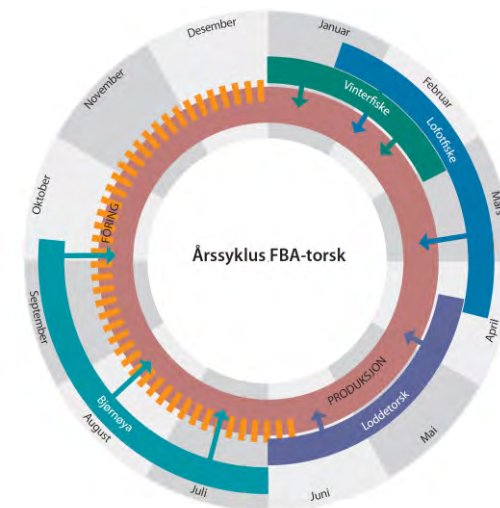 Januar
Februar
Mars
April
Mai
Juni
Juli
August
September
Oktober
November
Desember
Vinterfiske
Lofotfiske
Loddetorsk
Bjørnøya
FÔRING
PRODUKSJON
Årssyklus FBA-torsk